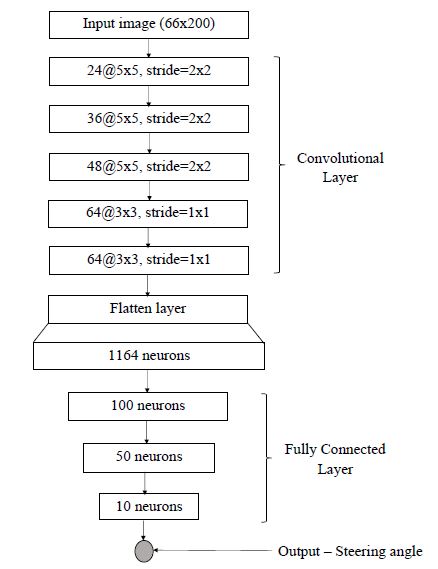 Input image (66x200)
24@5x5, stride=2x2
36@5x5, stride=2x2
48@5x5, stride=2x2
64@3x3, stride=1x1
64@3x3, stride=1x1
Convolutional
Layer
Flatten layer
1164 neurons
100 neurons
50 neurons
10 neurons
Fully Connected
Layer
Output – Steering angle